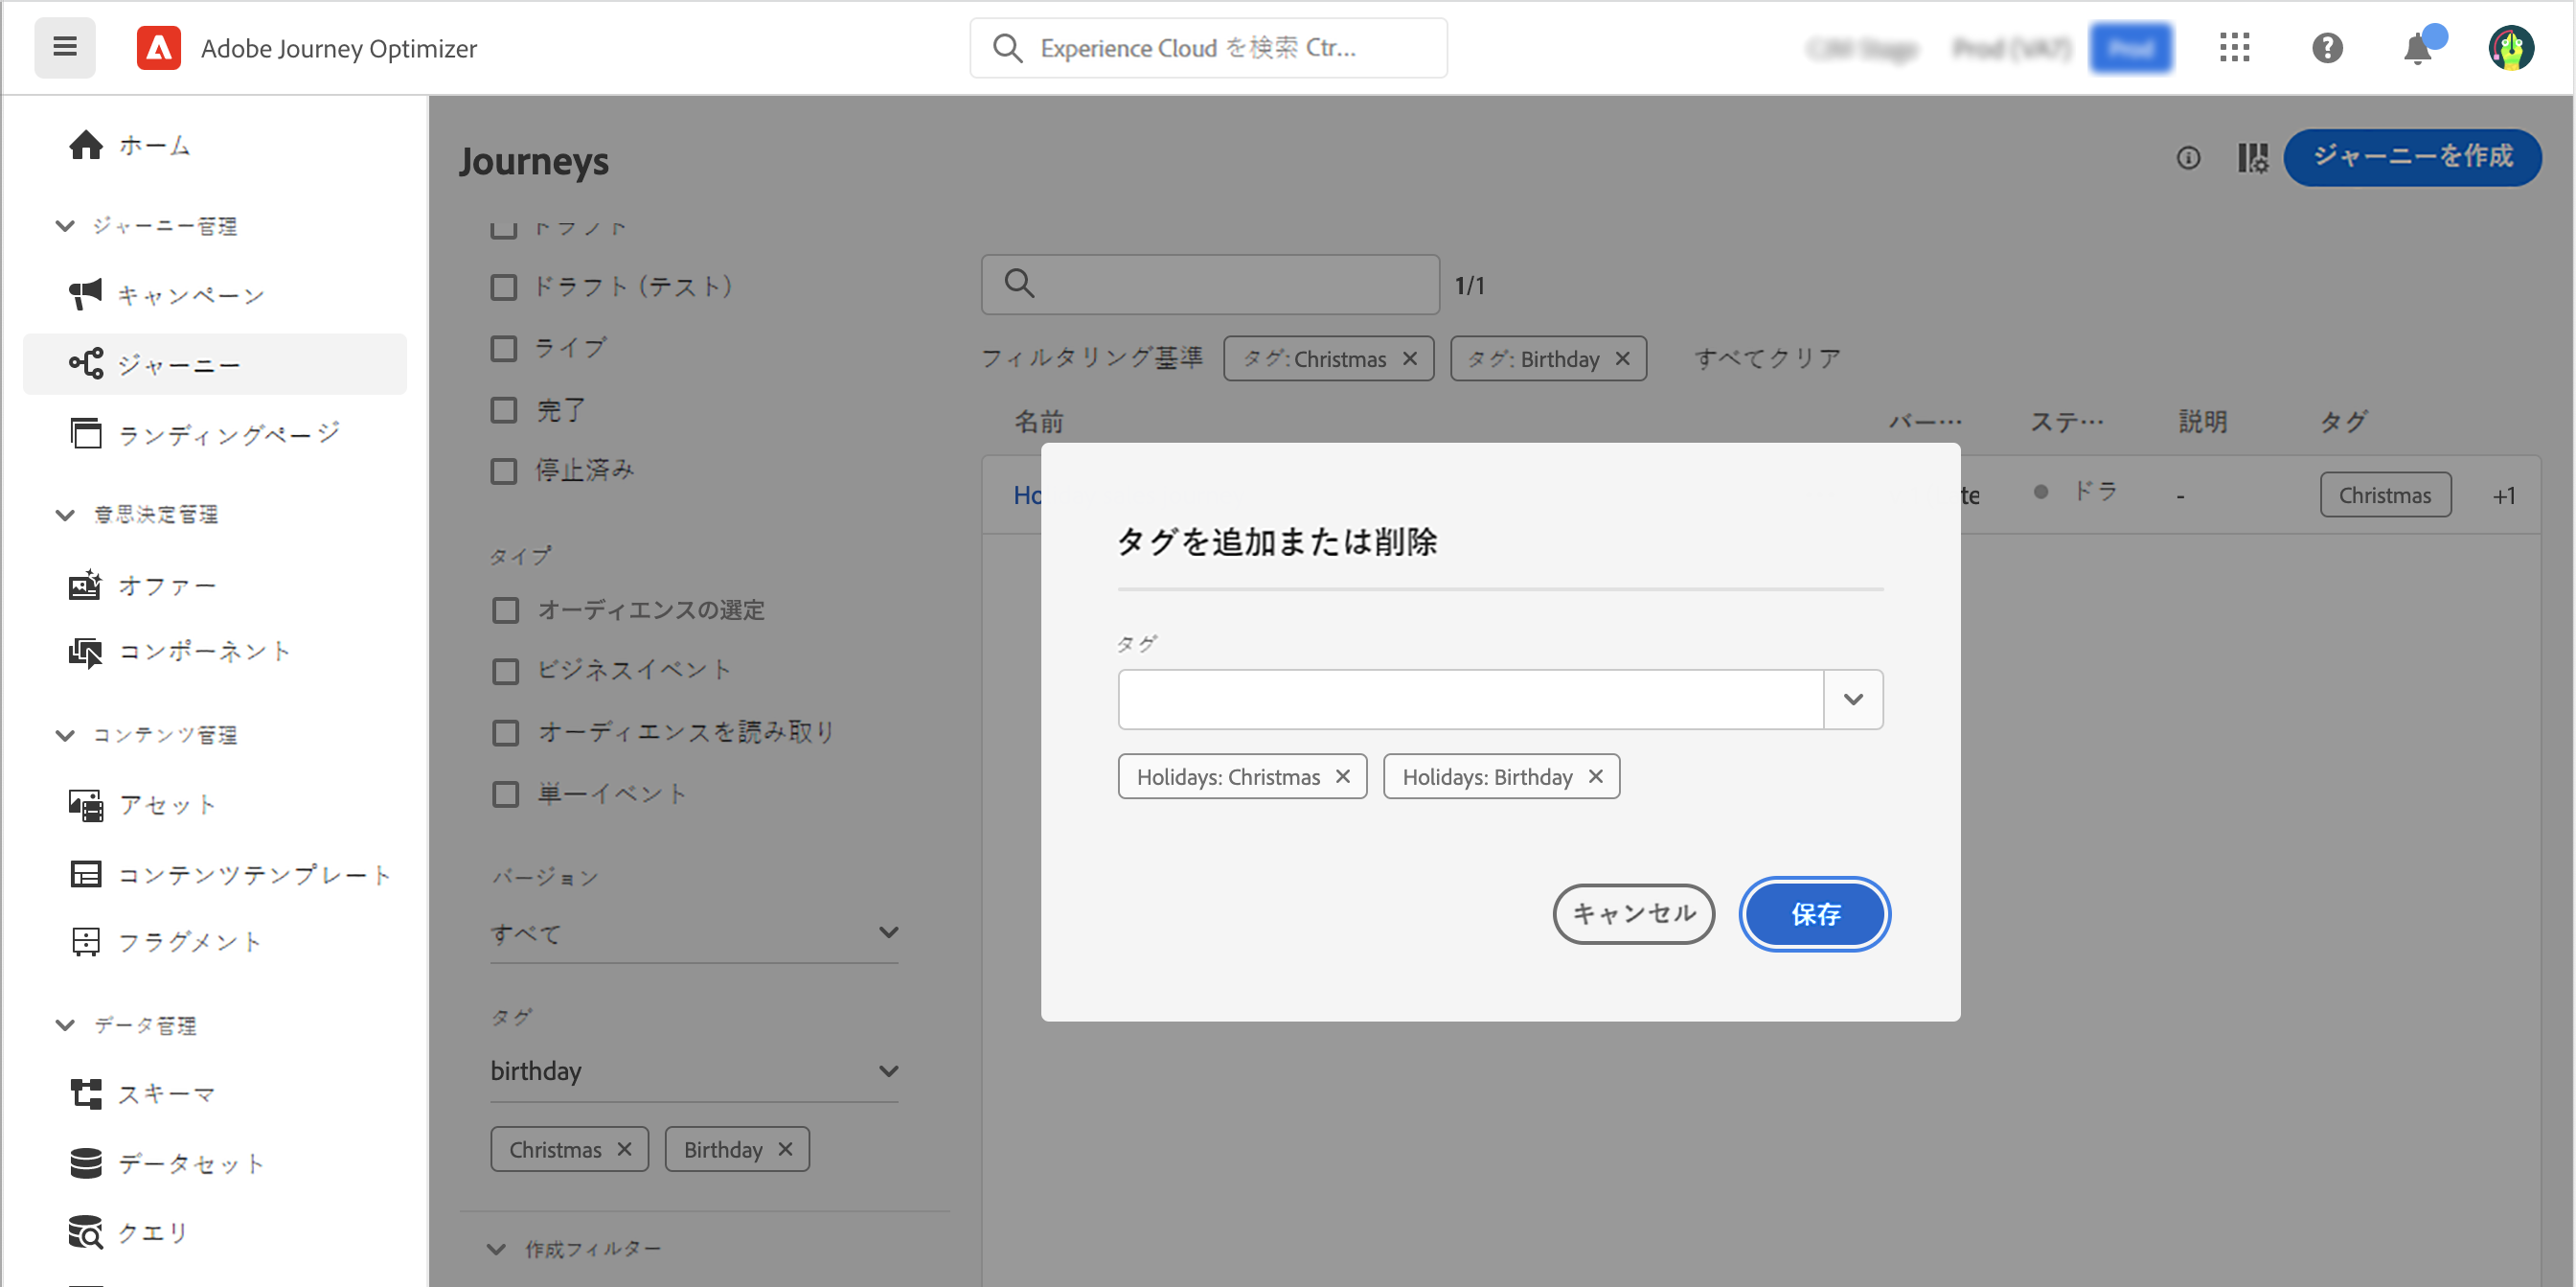 Adobe Journey Optimizer
Experience Cloud を検索 Ctr...
Prod (VA7)
Prod
ホーム
ジャーニー管理
キャンペーン
ジャーニー
ランディングページ
意思決定管理
オファー
コンポーネント
コンテンツ管理
アセット
コンテンツテンプレート
フラグメント
データ管理
スキーマ
データセット
クエリ
Journeys
ジャーニーを作成
ドラフト
ドラフト (テスト)
ライブ
完了
停止済み
タイプ
オーディエンスの選定
ビジネスイベント
オーディエンスを読み取り
単一イベント
バージョン
すべて
タグ
birthday
Christmas
Birthday
作成フィルター
1/1
フィルタリング基準
タグ: Christmas
タグ: Birthday
すべてクリア
名前
バー…
ステ…
説明
タグ
Ho
te
ドラ
-
Christmas
+1
タグを追加または削除
タグ
Holidays: Christmas
Holidays: Birthday
キャンセル
保存